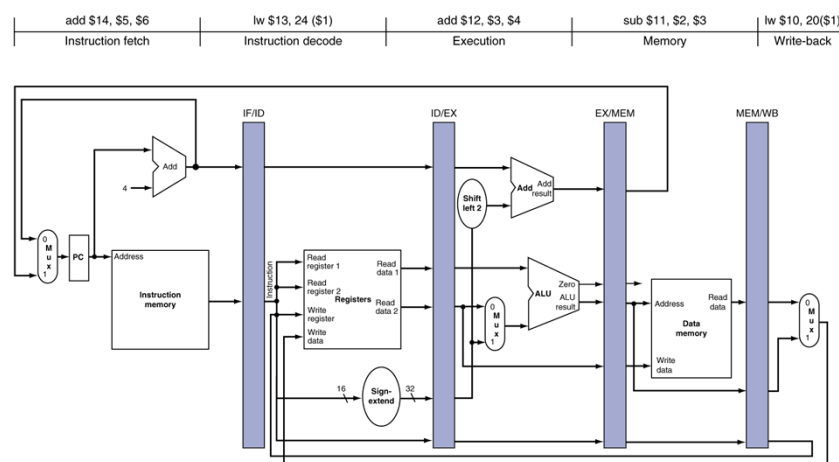 add $14, $5, $6
lw $13, 24 ($1)
add $12, $3, $4
sub $11, $2, $3
lw $10, 20($1)
Instruction fetch
Instruction decode
Execution
Memory
Write-back
IF/ID
ID/EX
EX/MEM
MEM/WB
Add
4
Shift left 2
Add
Add result
0
M
u
x
1
PC
Address
Instruction memory
Instruction
Read register 1
Read register 2
Write register
Write data
Registers
Read data 1
Read data 2
0
M
u
x
1
ALU
Zero
ALU result
Address
Read data
Data memory
Write data
0
M
u
x
1
16
Sign-extend
32